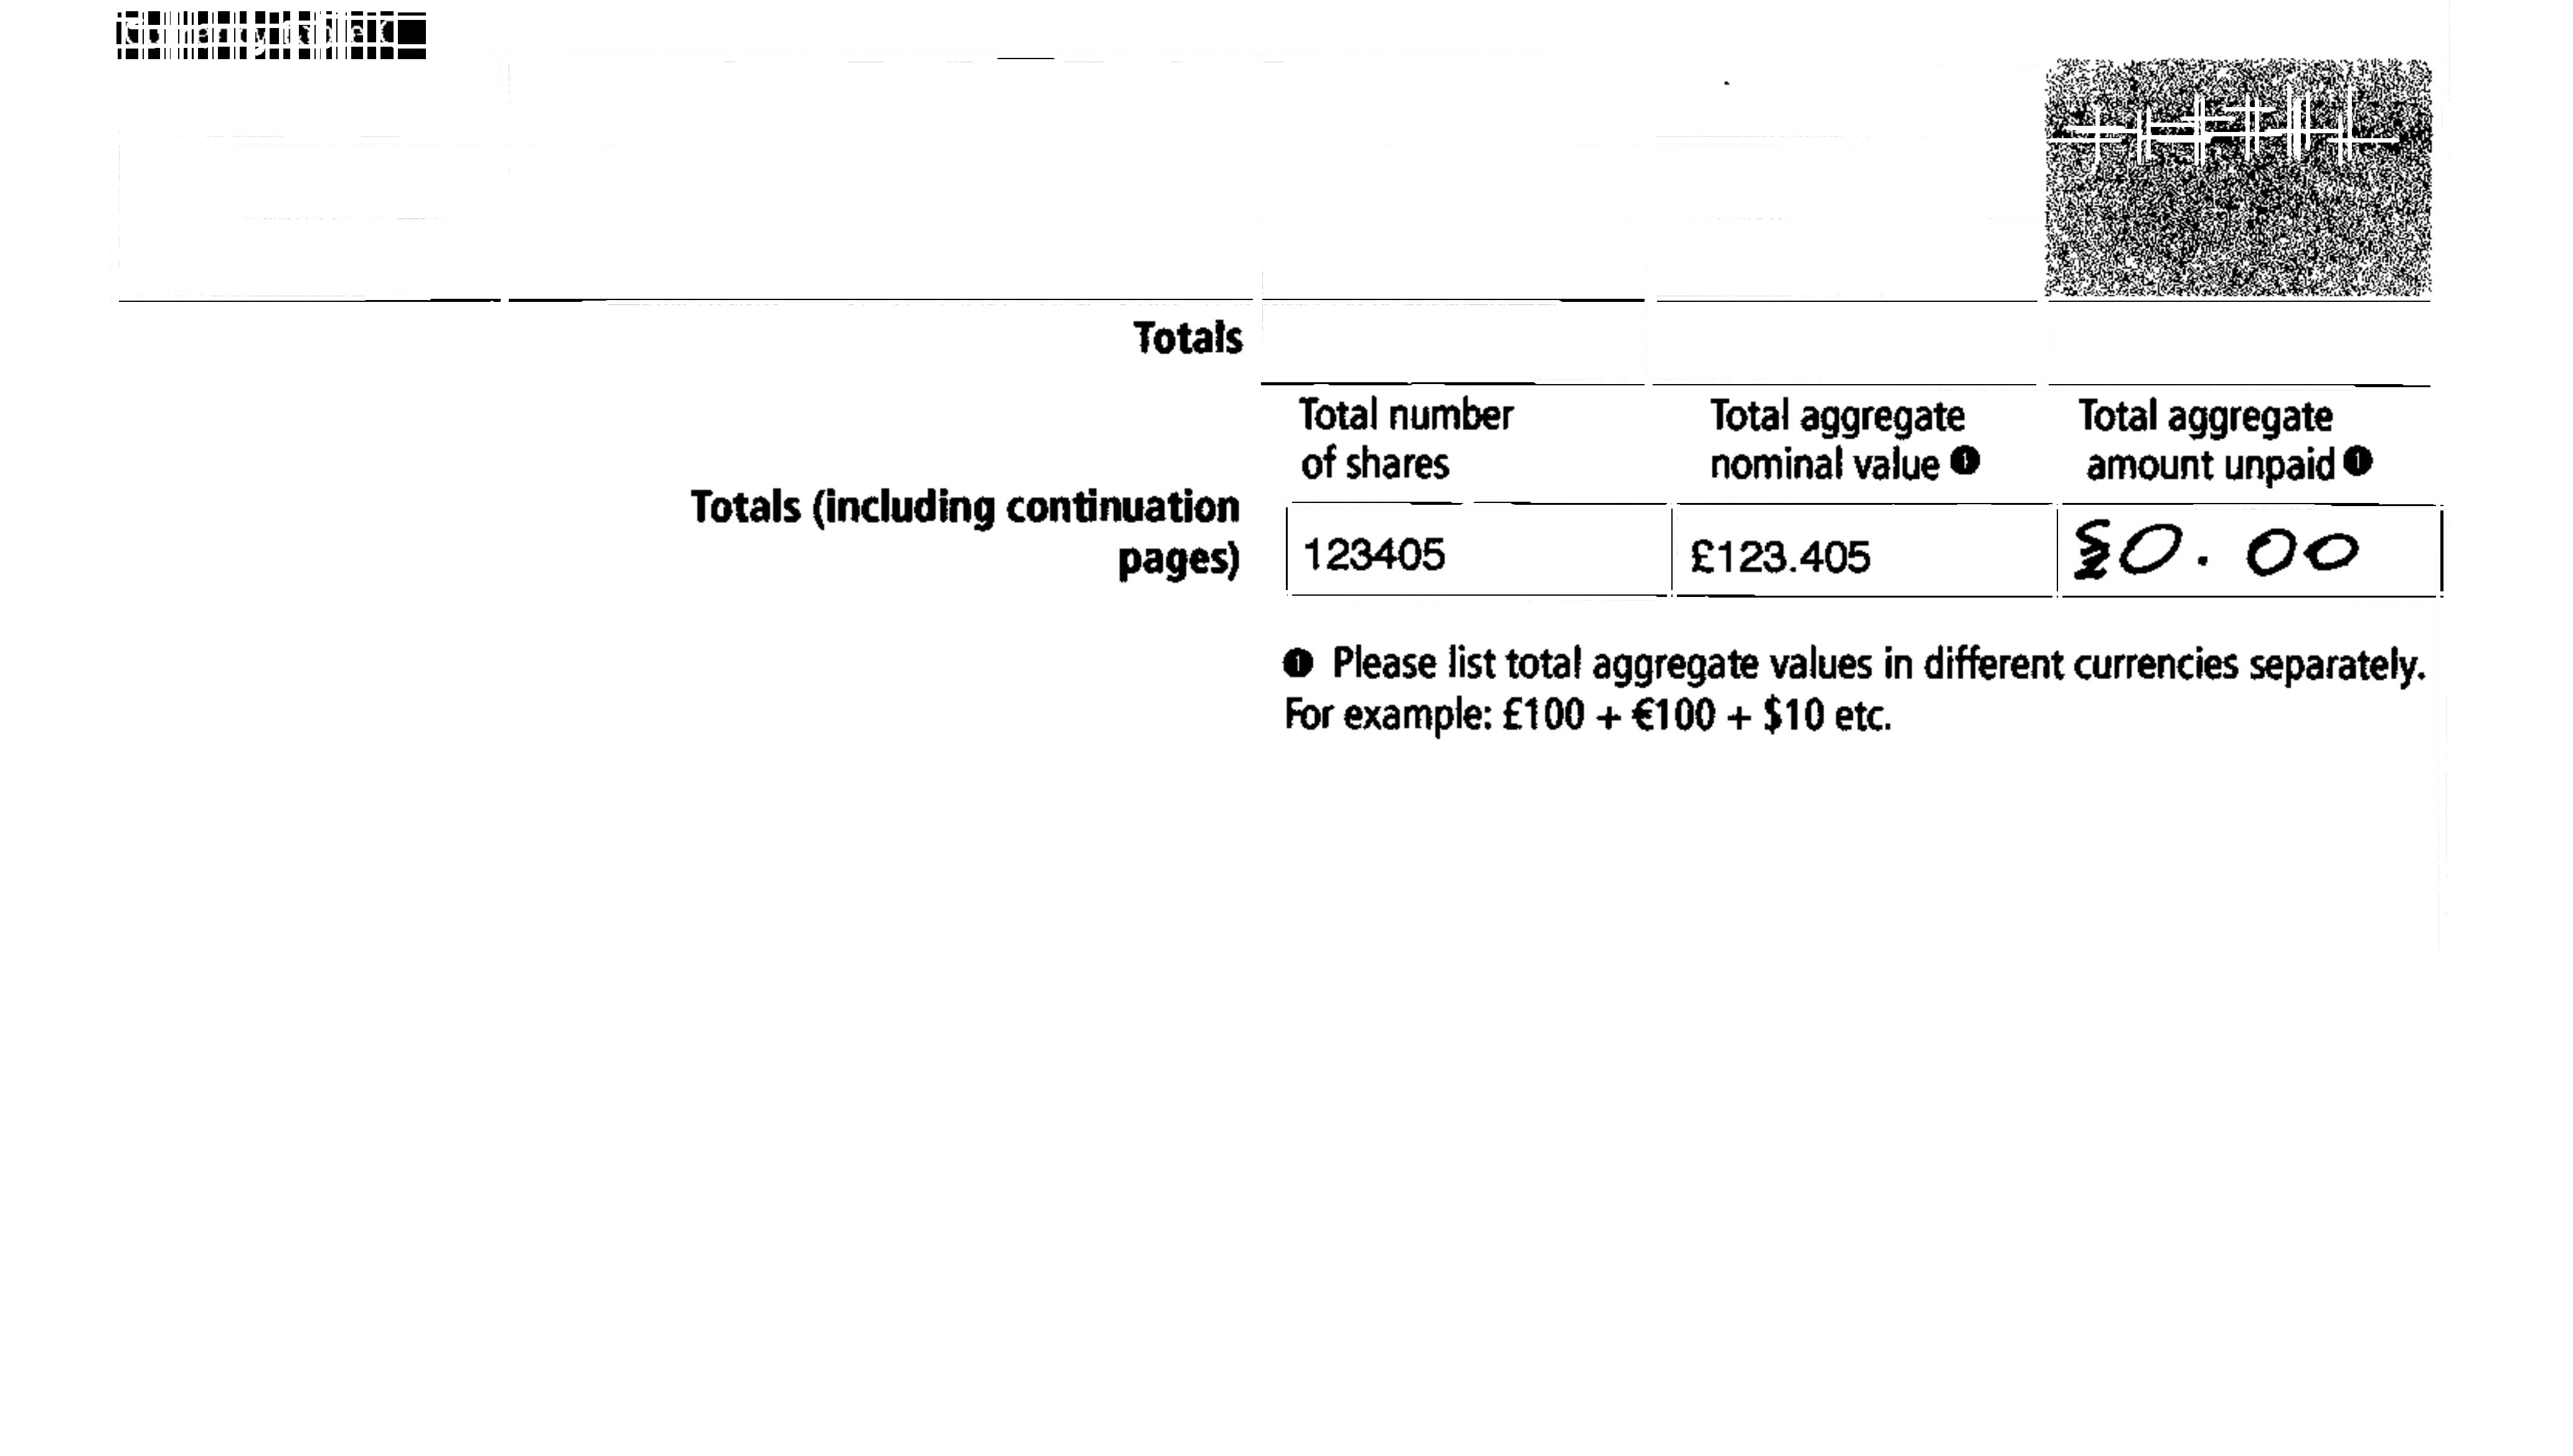 Totals
Total number
of shares
Total aggregate
nominal value ❶
Total aggregate
amount unpaid ❶
Totals (including continuation
pages)
123405
£123.405
£0.00
❶ Please list total aggregate values in different currencies separately.
For example: £100 + €100 + $10 etc.